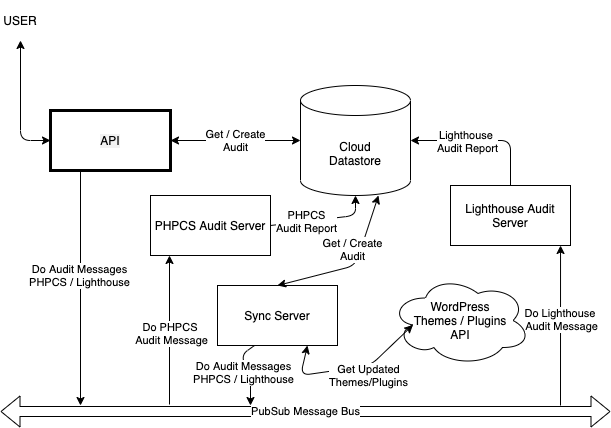 USER
API
Get / Create
Audit
Cloud
Datastore
Lighthouse
Audit Report
PHPCS Audit Server
PHPCS
Audit Report
Lighthouse Audit
Server
Get / Create
Audit
Do Audit Messages
PHPCS / Lighthouse
Do PHPCS
Audit Message
Sync Server
WordPress
Themes / Plugins
API
Do Lighthouse
Audit Message
Do Audit Messages
PHPCS / Lighthouse
Get Updated
Themes/Plugins
PubSub Message Bus